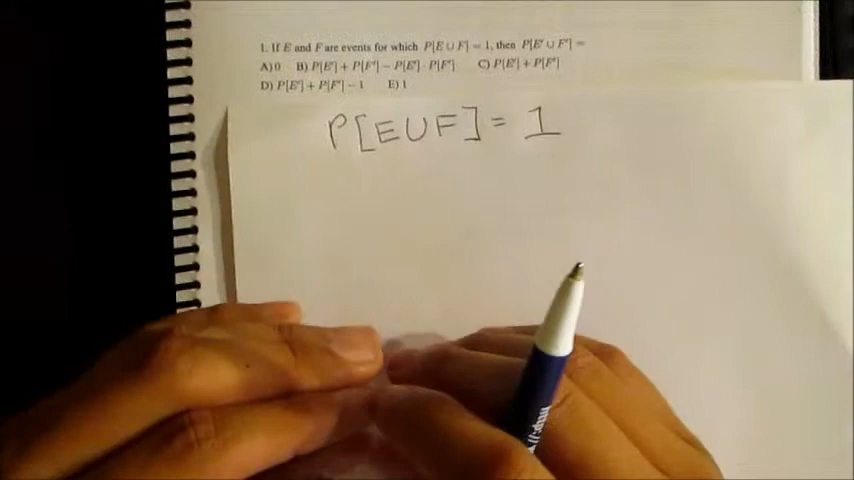 1. If E and F are events for which P[E ∪ F] = 1, then P[E′ ∪ F′] =
A) 0 B) P[E′] + P[F′] − P[E′] · P[F′] C) P[E′] + P[F′]
D) P[E′] + P[F′] − 1 E) 1
P[E∪F] = 1